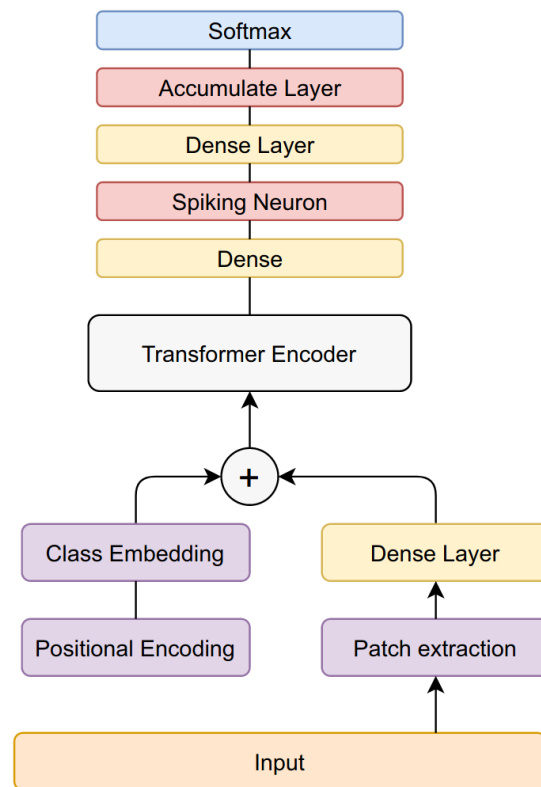 Softmax
Accumulate Layer
Dense Layer
Spiking Neuron
Dense
Transformer Encoder
+
Class Embedding
Dense Layer
Positional Encoding
Patch extraction
Input